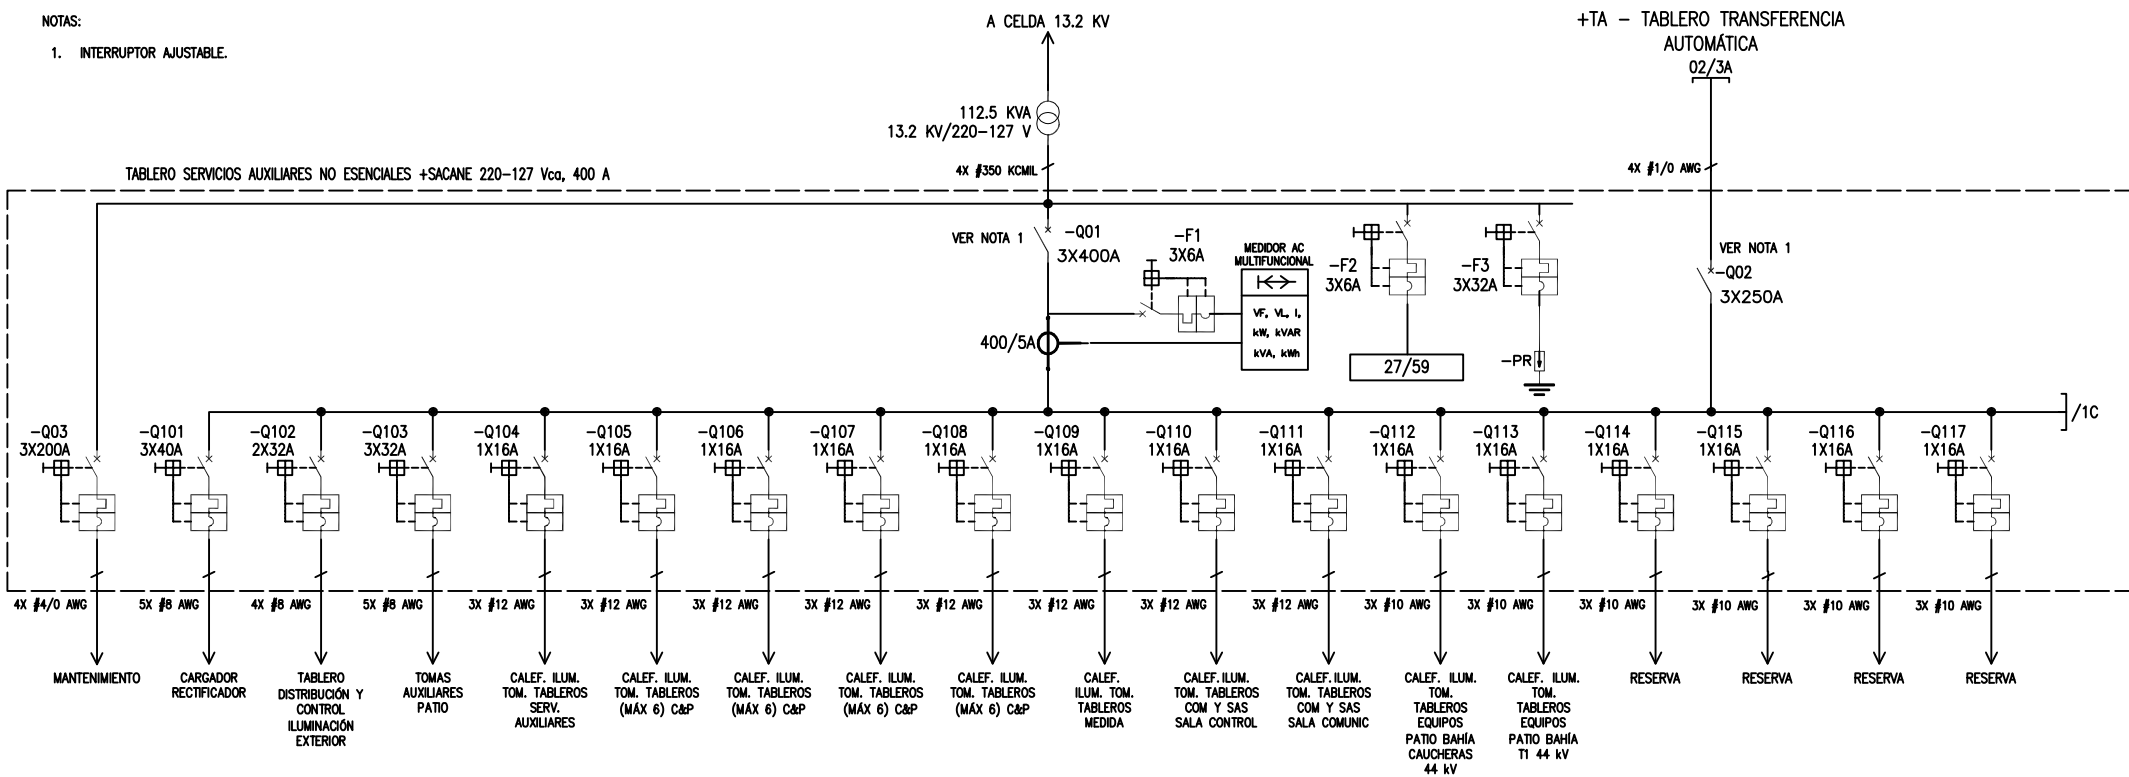 NOTAS:
1. INTERRUPTOR AJUSTABLE.
A CELDA 13.2 KV
+TA – TABLERO TRANSFERENCIA
AUTOMÁTICA
02/3A
112.5 KVA
13.2 KV/220–127 V
4X #350 KCMIL
4X #1/0 AWG
TABLERO SERVICIOS AUXILIARES NO ESENCIALES +SACANE 220–127 Vca, 400 A
VER NOTA 1
–Q01
3X400A
–F1
3X6A
MEDIDOR AC
MULTIFUNCIONAL
VF, VL, I,
kW, kVAR
kVA, kWh
400/5A
–F2
3X6A
27/59
–F3
3X32A
–PR
VER NOTA 1
–Q02
3X250A
/1C
–Q03
3X200A
–Q101
3X40A
–Q102
2X32A
–Q103
3X32A
–Q104
1X16A
–Q105
1X16A
–Q106
1X16A
–Q107
1X16A
–Q108
1X16A
–Q109
1X16A
–Q110
1X16A
–Q111
1X16A
–Q112
1X16A
–Q113
1X16A
–Q114
1X16A
–Q115
1X16A
–Q116
1X16A
–Q117
1X16A
4X #4/0 AWG
5X #8 AWG
4X #8 AWG
5X #8 AWG
3X #12 AWG
3X #12 AWG
3X #12 AWG
3X #12 AWG
3X #12 AWG
3X #12 AWG
3X #12 AWG
3X #12 AWG
3X #10 AWG
3X #10 AWG
3X #10 AWG
3X #10 AWG
3X #10 AWG
3X #10 AWG
MANTENIMIENTO
CARGADOR
RECTIFICADOR
TABLERO
DISTRIBUCIÓN Y
CONTROL
ILUMINACIÓN
EXTERIOR
TOMAS
AUXILIARES
PATIO
CALEF. ILUM.
TOM. TABLEROS
SERV.
AUXILIARES
CALEF. ILUM.
TOM. TABLEROS
(MÁX 6) C&P
CALEF. ILUM.
TOM. TABLEROS
(MÁX 6) C&P
CALEF. ILUM.
TOM. TABLEROS
(MÁX 6) C&P
CALEF. ILUM.
TOM. TABLEROS
(MÁX 6) C&P
CALEF.
ILUM. TOM.
TABLEROS
MEDIDA
CALEF. ILUM.
TOM. TABLEROS
COM Y SAS
SALA CONTROL
CALEF. ILUM.
TOM. TABLEROS
COM Y SAS
SALA COMUNIC
CALEF. ILUM.
TOM.
TABLEROS
EQUIPOS
PATIO BAHÍA
CAUCHERAS
44 kV
CALEF. ILUM.
TOM.
TABLEROS
EQUIPOS
PATIO BAHÍA
T1 44 kV
RESERVA
RESERVA
RESERVA
RESERVA